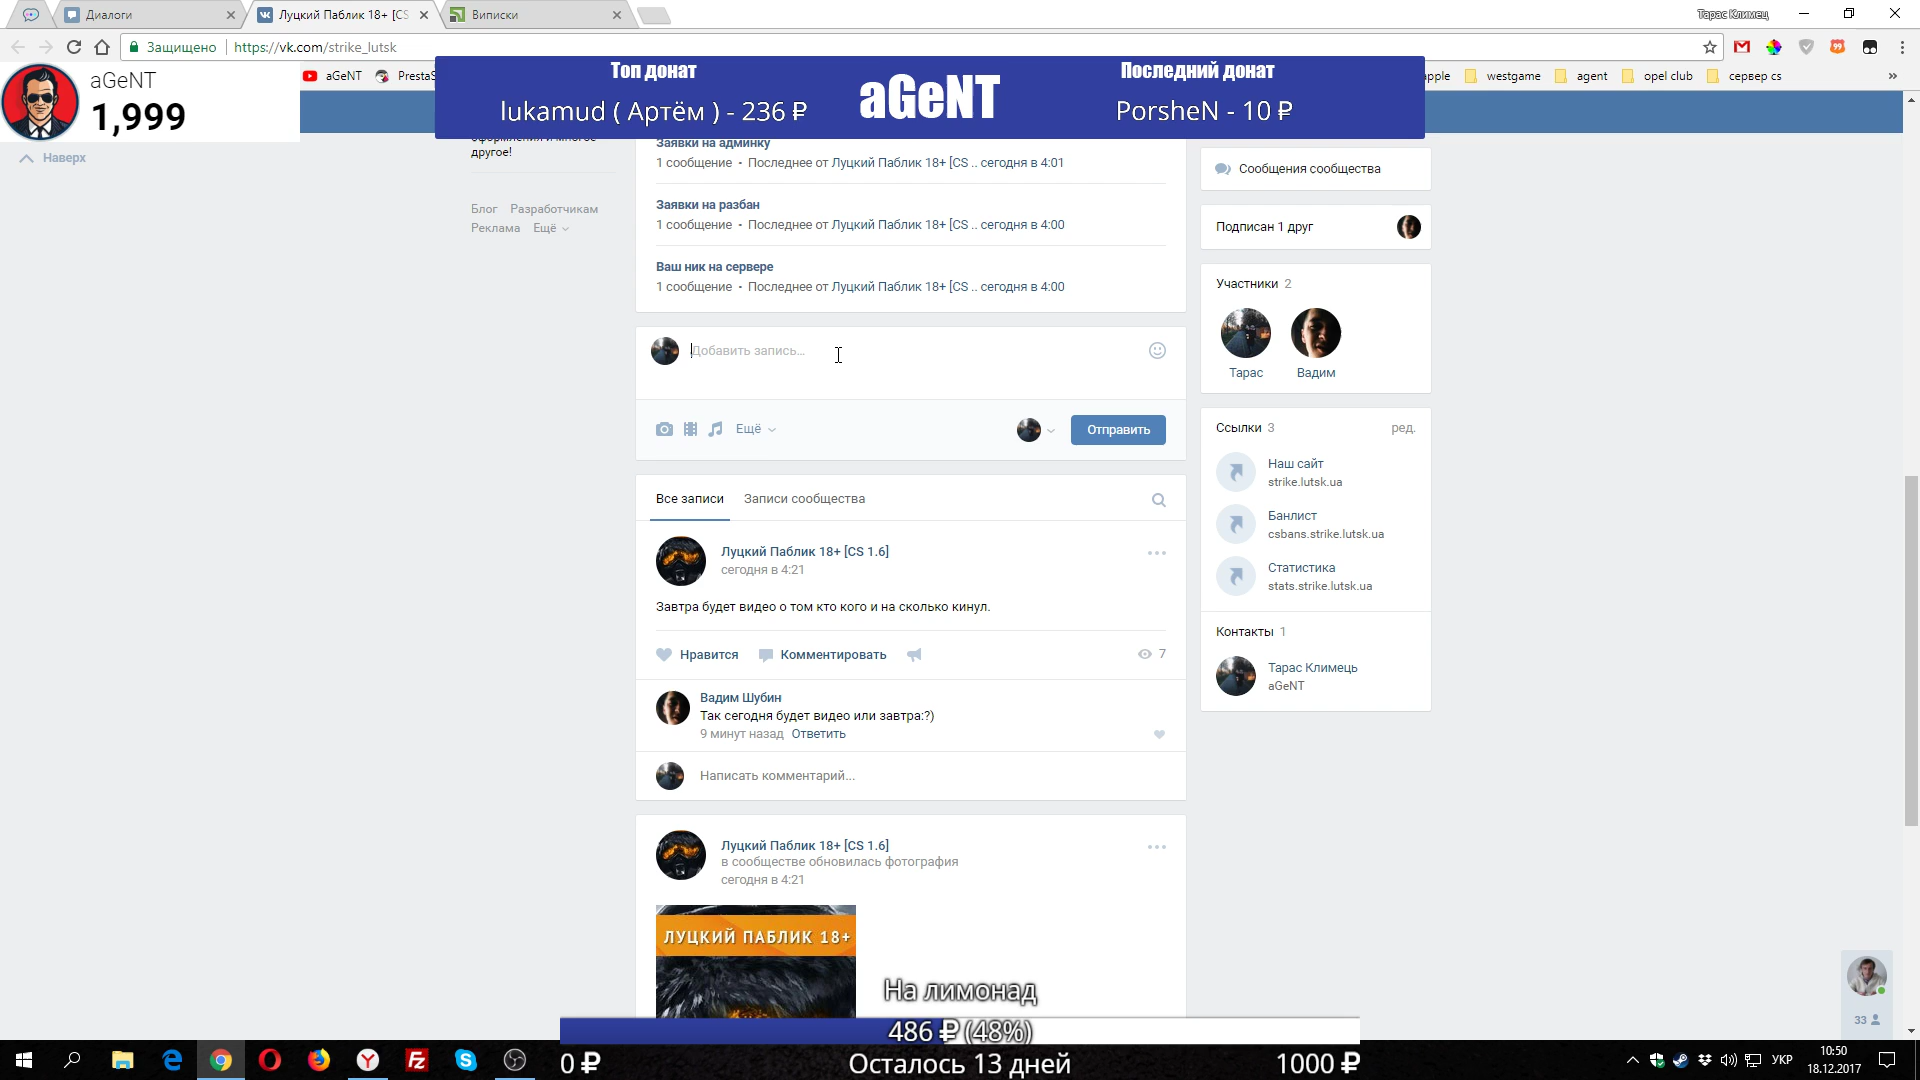 Диалоги
Луцкий Паблик 18+ [CS
Виписки
Тарас Климец
Защищено
https://vk.com/strike_lutsk
aGeNT
1,999
aGeNT
PrestaS
Топ донат
lukamud ( Артём ) - 236 ₽
aGeNT
Последний донат
PorsheN - 10 ₽
apple
westgame
agent
opel club
сервер cs
»
Наверх
оформления и многое
другое!
Блог Разработчикам
Реклама Ещё
Заявки на админку
1 сообщение • Последнее от Луцкий Паблик 18+ [CS .. сегодня в 4:01
Заявки на разбан
1 сообщение • Последнее от Луцкий Паблик 18+ [CS .. сегодня в 4:00
Ваш ник на сервере
1 сообщение • Последнее от Луцкий Паблик 18+ [CS .. сегодня в 4:00
Добавить запись...
Ещё
Отправить
Все записи
Записи сообщества
Луцкий Паблик 18+ [CS 1.6]
сегодня в 4:21
Завтра будет видео о том кто кого и на сколько кинул.
Нравится
Комментировать
7
Вадим Шубин
Так сегодня будет видео или завтра:?)
9 минут назад Ответить
Написать комментарий...
Луцкий Паблик 18+ [CS 1.6]
в сообществе обновилась фотография
сегодня в 4:21
ЛУЦКИЙ ПАБЛИК 18+
Сообщения сообщества
Подписан 1 друг
Участники 2
Тарас
Вадим
Ссылки 3
ред.
Наш сайт
strike.lutsk.ua
Банлист
csbans.strike.lutsk.ua
Статистика
stats.strike.lutsk.ua
Контакты 1
Тарас Климець
aGeNT
33
На лимонад
486 ₽ (48%)
0 ₽
Осталось 13 дней
1000 ₽
УКР
10:50
18.12.2017